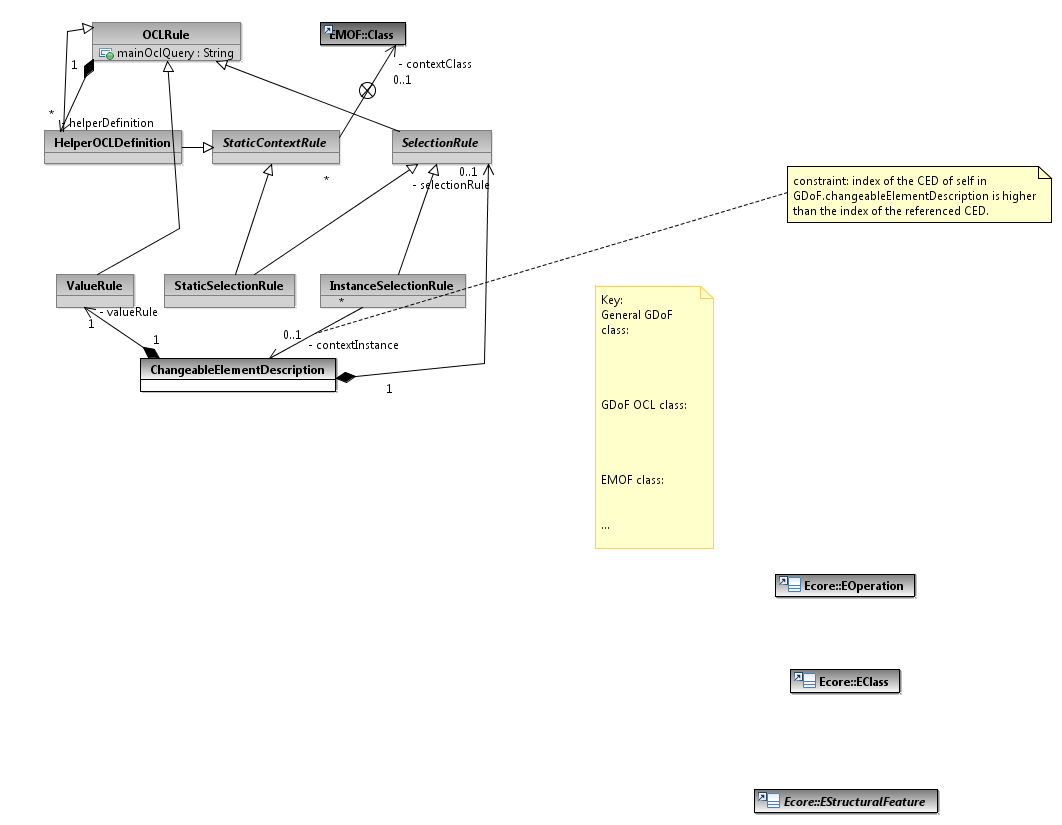 OCLRule
mainOclQuery : String
EMOF::Class
1
- contextClass
0..1
*
- helperDefinition
HelperOCLDefinition
StaticContextRule
SelectionRule
*
0..1
- selectionRule
constraint: index of the CED of self in
GDoF.changeableElementDescription is higher
than the index of the referenced CED.
ValueRule
StaticSelectionRule
InstanceSelectionRule
*
- valueRule
1
1
0..1
- contextInstance
ChangeableElementDescription
1
Key:
General GDoF
class:
GDoF OCL class:
EMOF class:
...
Ecore::EOperation
Ecore::EClass
Ecore::EStructuralFeature